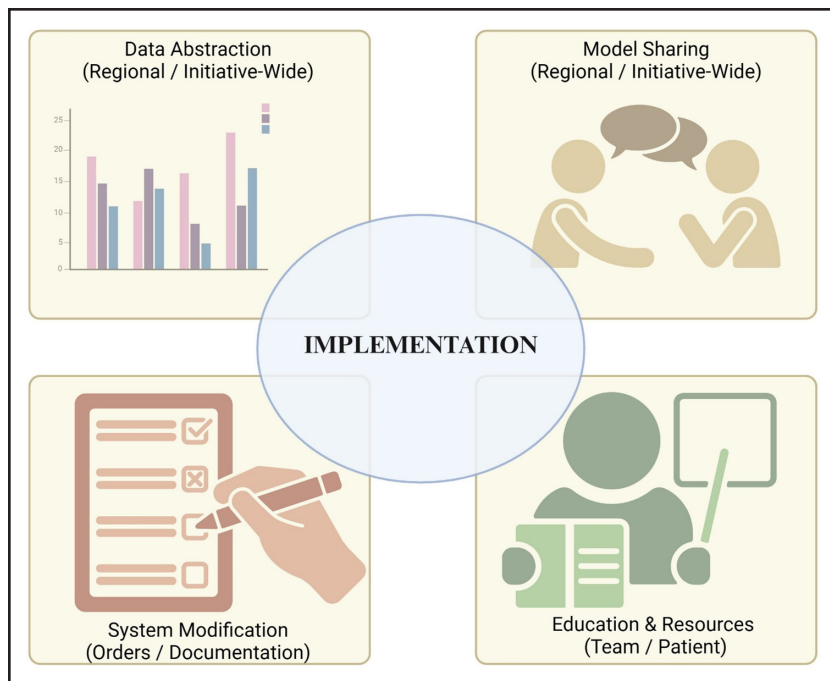 Data Abstraction
(Regional / Initiative-Wide)
25
20
15
10
5
0
Model Sharing
(Regional / Initiative-Wide)
IMPLEMENTATION
System Modification
(Orders / Documentation)
Education & Resources
(Team / Patient)